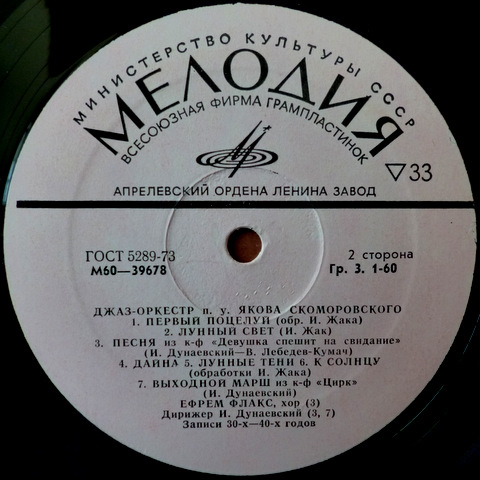 МИНИСТЕРСТВО КУЛЬТУРЫ СССР
МЕЛОДИЯ
ВСЕСОЮЗНАЯ ФИРМА ГРАМПЛАСТИНОК
▽33
АПРЕЛЕВСКИЙ ОРДЕНА ЛЕНИНА ЗАВОД
ГОСТ 5289-73
М60—39678
2 сторона
Гр. 3. 1-60
ДЖАЗ-ОРКЕСТР п. у. ЯКОВА СКОМОРОВСКОГО
1. ПЕРВЫЙ ПОЦЕЛУЙ (обр. И. Жака)
2. ЛУННЫЙ СВЕТ (И. Жак)
3. ПЕСНЯ из к-ф «Девушка спешит на свидание»
(И. Дунаевский—В. Лебедев-Кумач)
4. ДАЙНА 5. ЛУННЫЕ ТЕНИ 6. К СОЛНЦУ
(обработки И. Жака)
7. ВЫХОДНОЙ МАРШ из к-ф «Цирк»
(И. Дунаевский)
ЕФРЕМ ФЛАКС, хор (3)
Дирижер И. Дунаевский (3, 7)
Записи 30-х—40-х годов